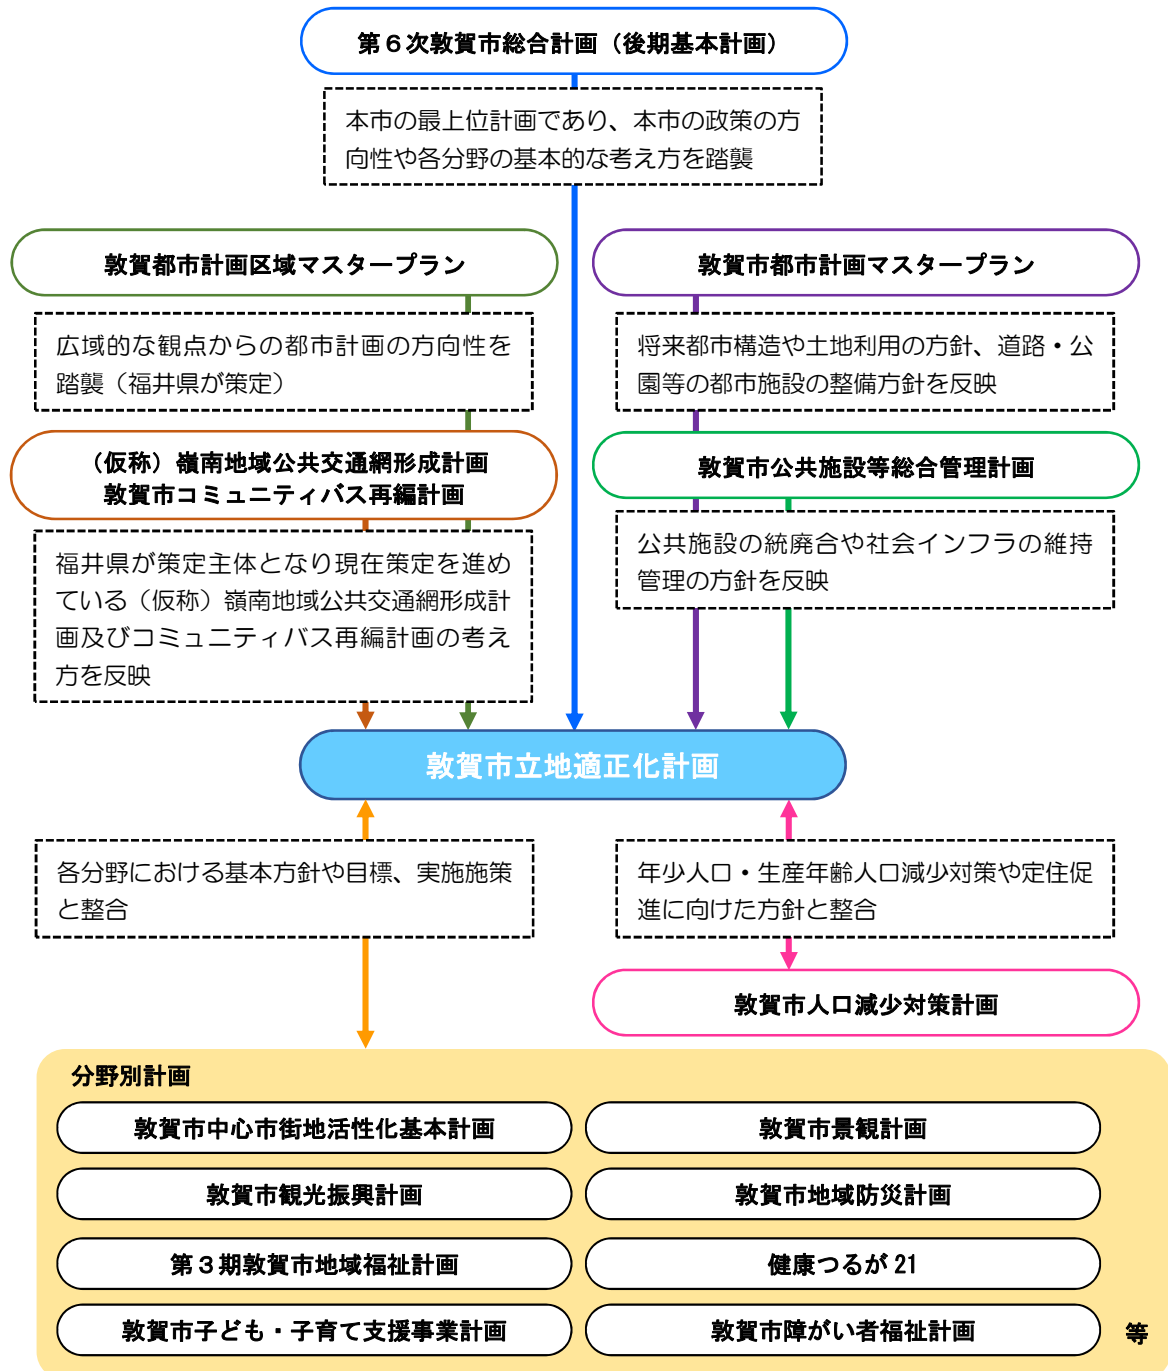 第６次敦賀市総合計画（後期基本計画）
本市の最上位計画であり、本市の政策の方
向性や各分野の基本的な考え方を踏襲
敦賀都市計画区域マスタープラン
広域的な観点からの都市計画の方向性を
踏襲（福井県が策定）
（仮称）嶺南地域公共交通網形成計画
敦賀市コミュニティバス再編計画
福井県が策定主体となり現在策定を進め
ている（仮称）嶺南地域公共交通網形成計
画及びコミュニティバス再編計画の考え
方を反映
敦賀市都市計画マスタープラン
将来都市構造や土地利用の方針、道路・公
園等の都市施設の整備方針を反映
敦賀市公共施設等総合管理計画
公共施設の統廃合や社会インフラの維持
管理の方針を反映
敦賀市立地適正化計画
各分野における基本方針や目標、実施施策
と整合
年少人口・生産年齢人口減少対策や定住促
進に向けた方針と整合
敦賀市人口減少対策計画
分野別計画
敦賀市中心市街地活性化基本計画
敦賀市景観計画
敦賀市観光振興計画
敦賀市地域防災計画
第３期敦賀市地域福祉計画
健康つるが 21
敦賀市子ども・子育て支援事業計画
敦賀市障がい者福祉計画
等